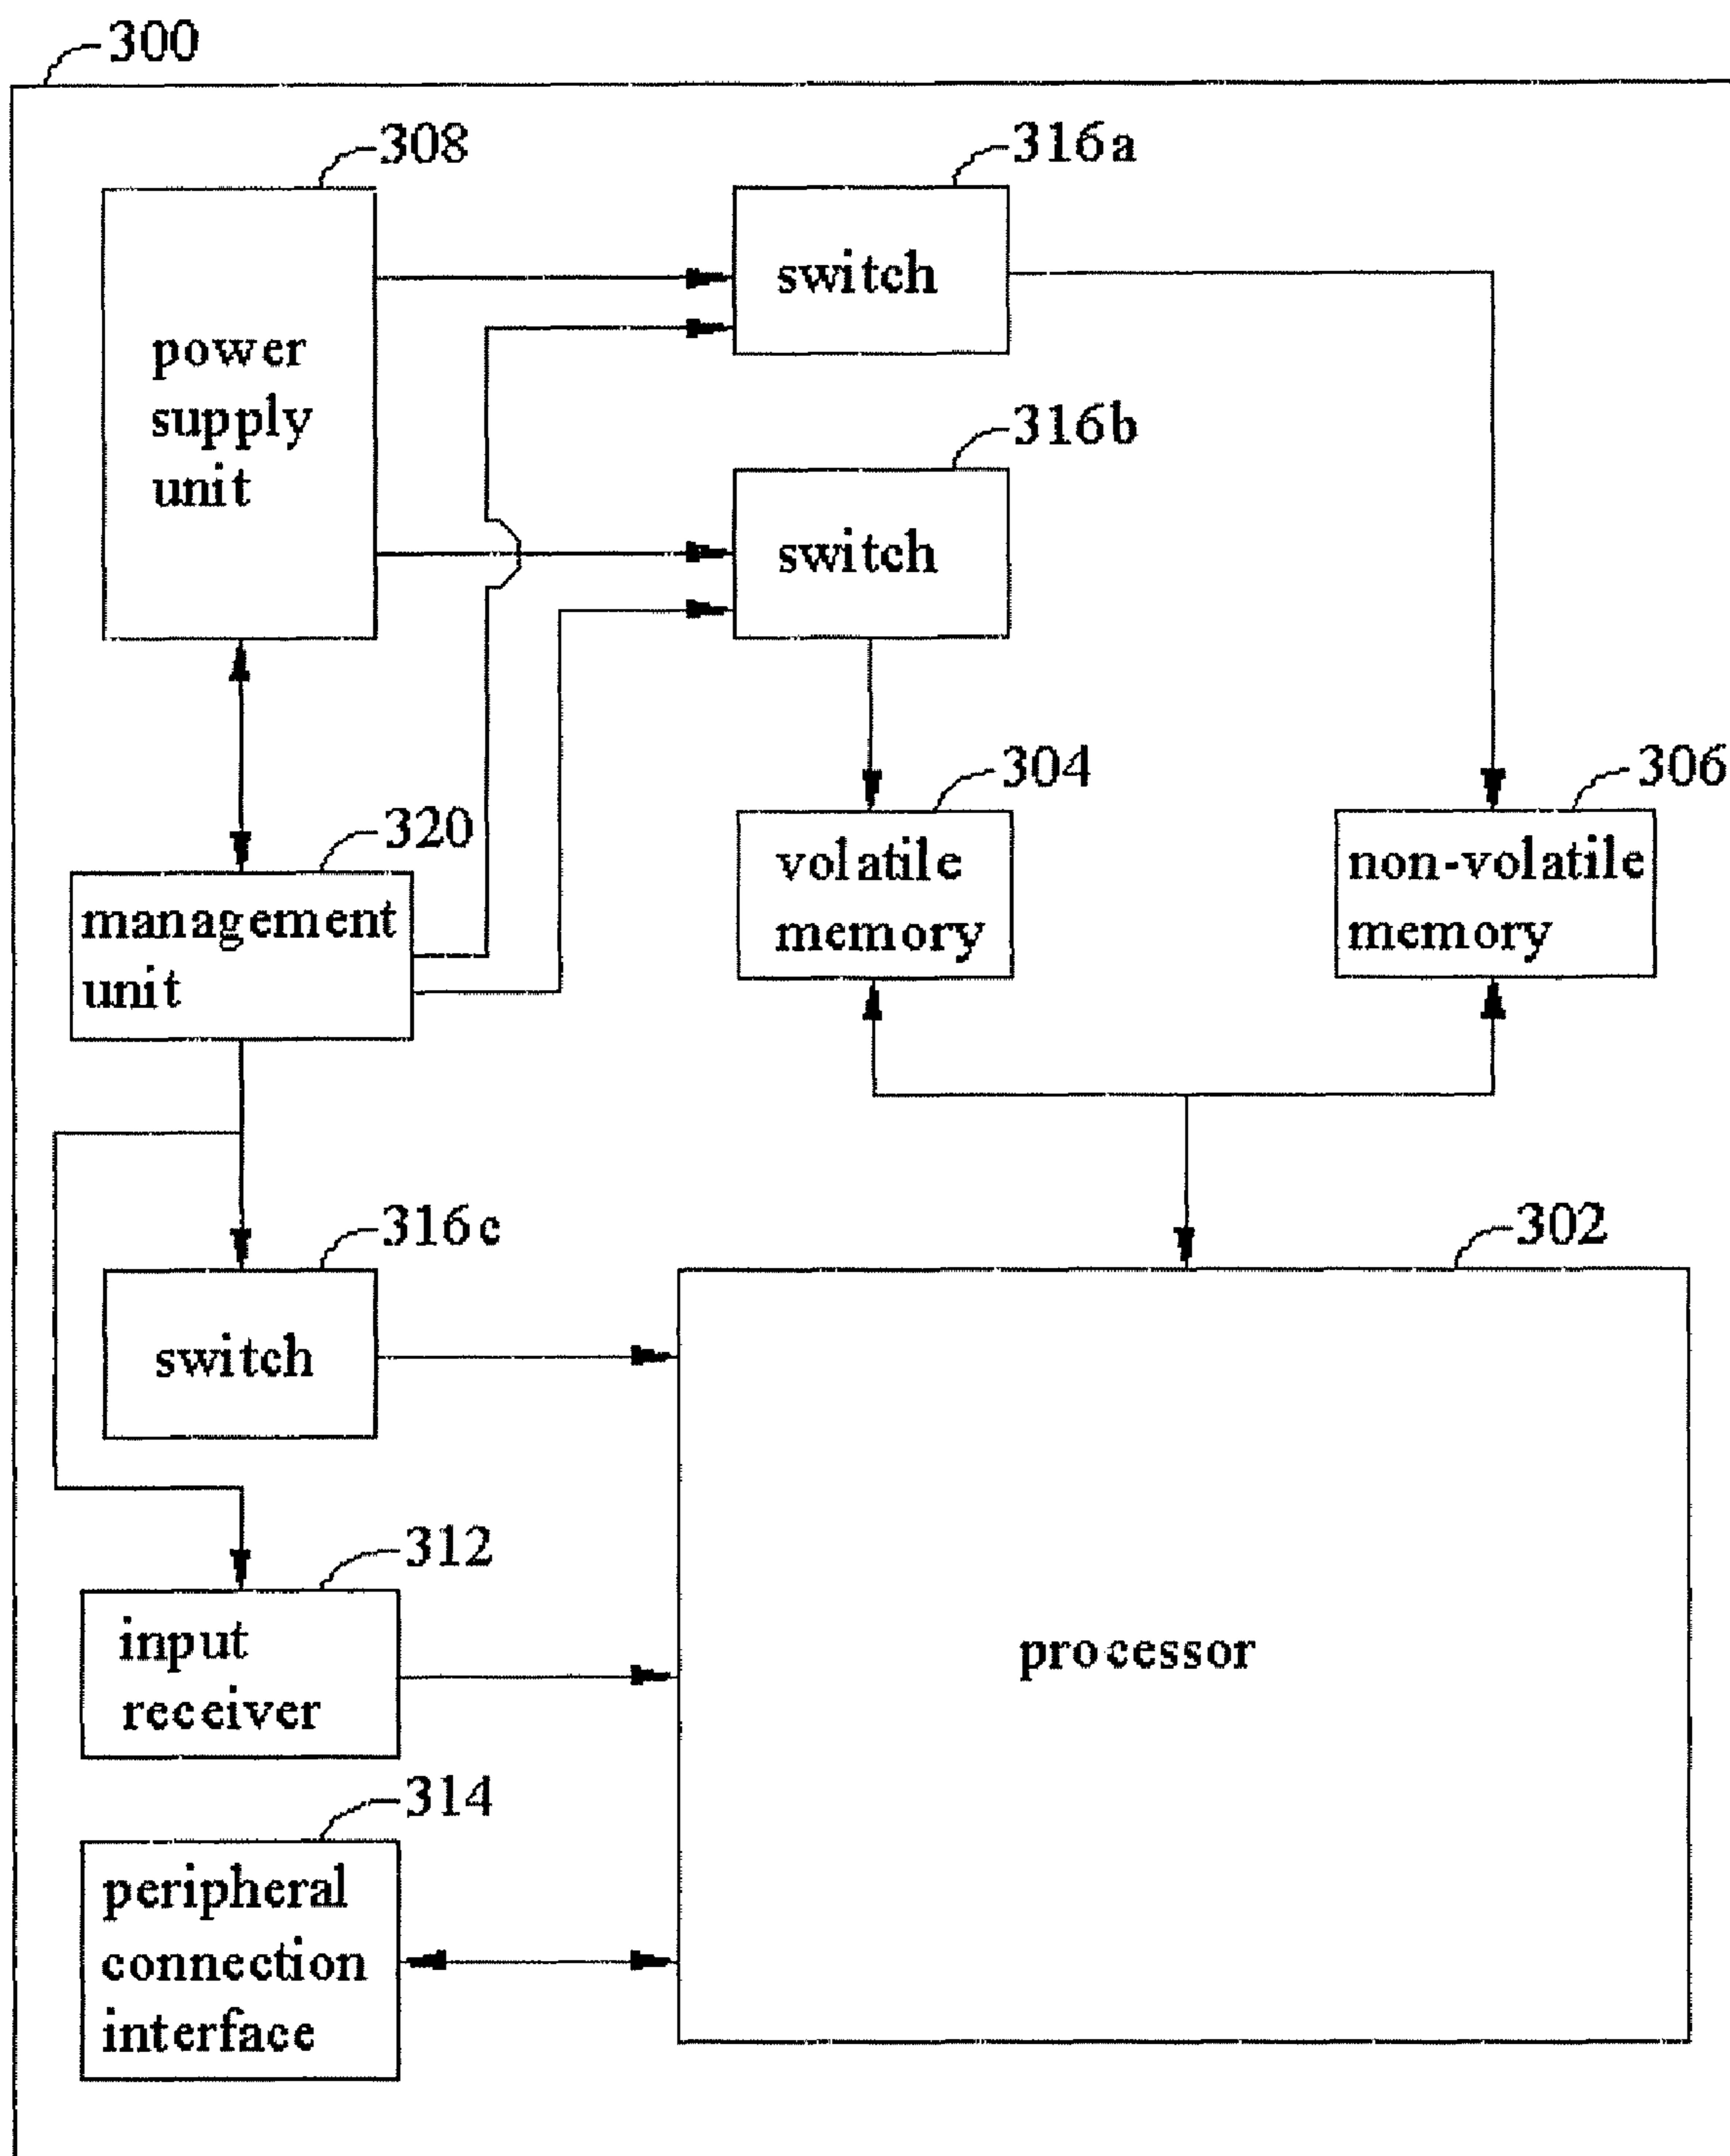 300
308
316a
power
supply
unit
switch
316b
switch
304
306
320
volatile
memory
non-volatile
memory
management
unit
316c
302
switch
312
input
receiver
processor
314
peripheral
connection
interface